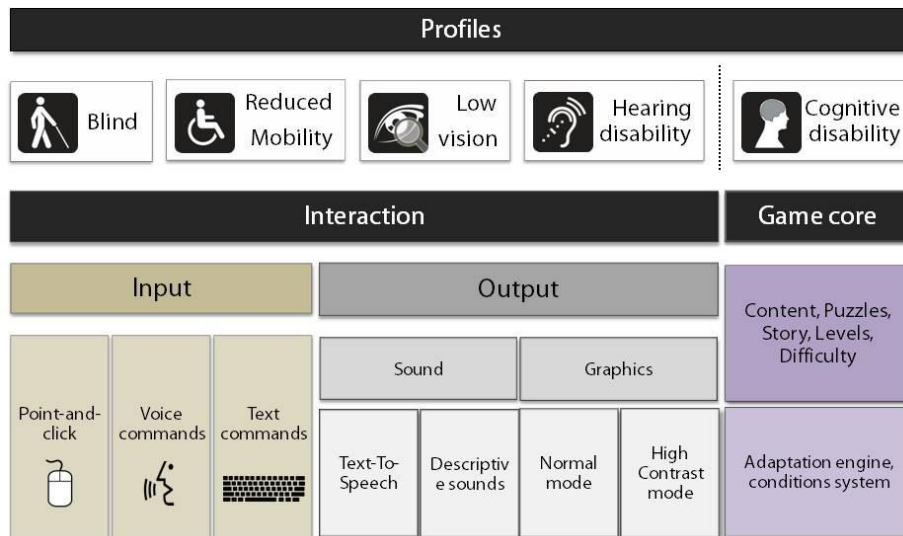 Profiles
Blind
Reduced
Mobility
Low
vision
Hearing
disability
Cognitive
disability
Interaction
Game core
Input
Output
Content, Puzzles,
Story, Levels,
Difficulty
Sound
Graphics
Point-and-
click
Voice
commands
Text
commands
Text-To-
Speech
Descriptiv
e sounds
Normal
mode
High
Contrast
mode
Adaptation engine,
conditions system